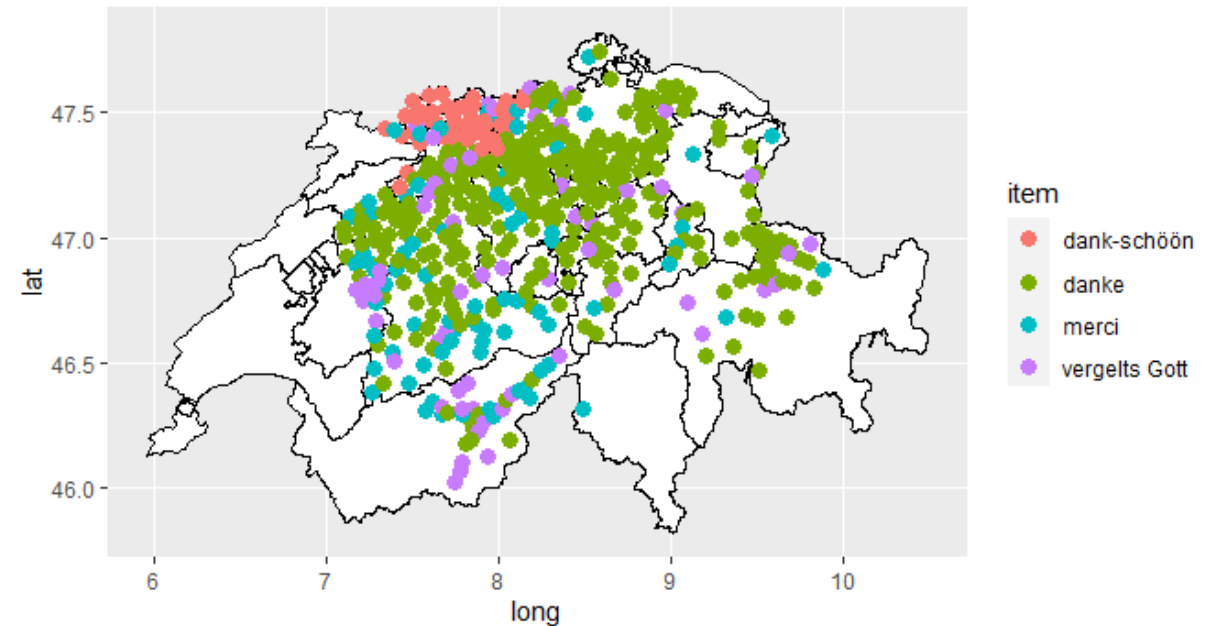 47.5
47.0
46.5
46.0
lat
6
7
8
9
10
long
item
dank-schöön
danke
merci
vergelts Gott